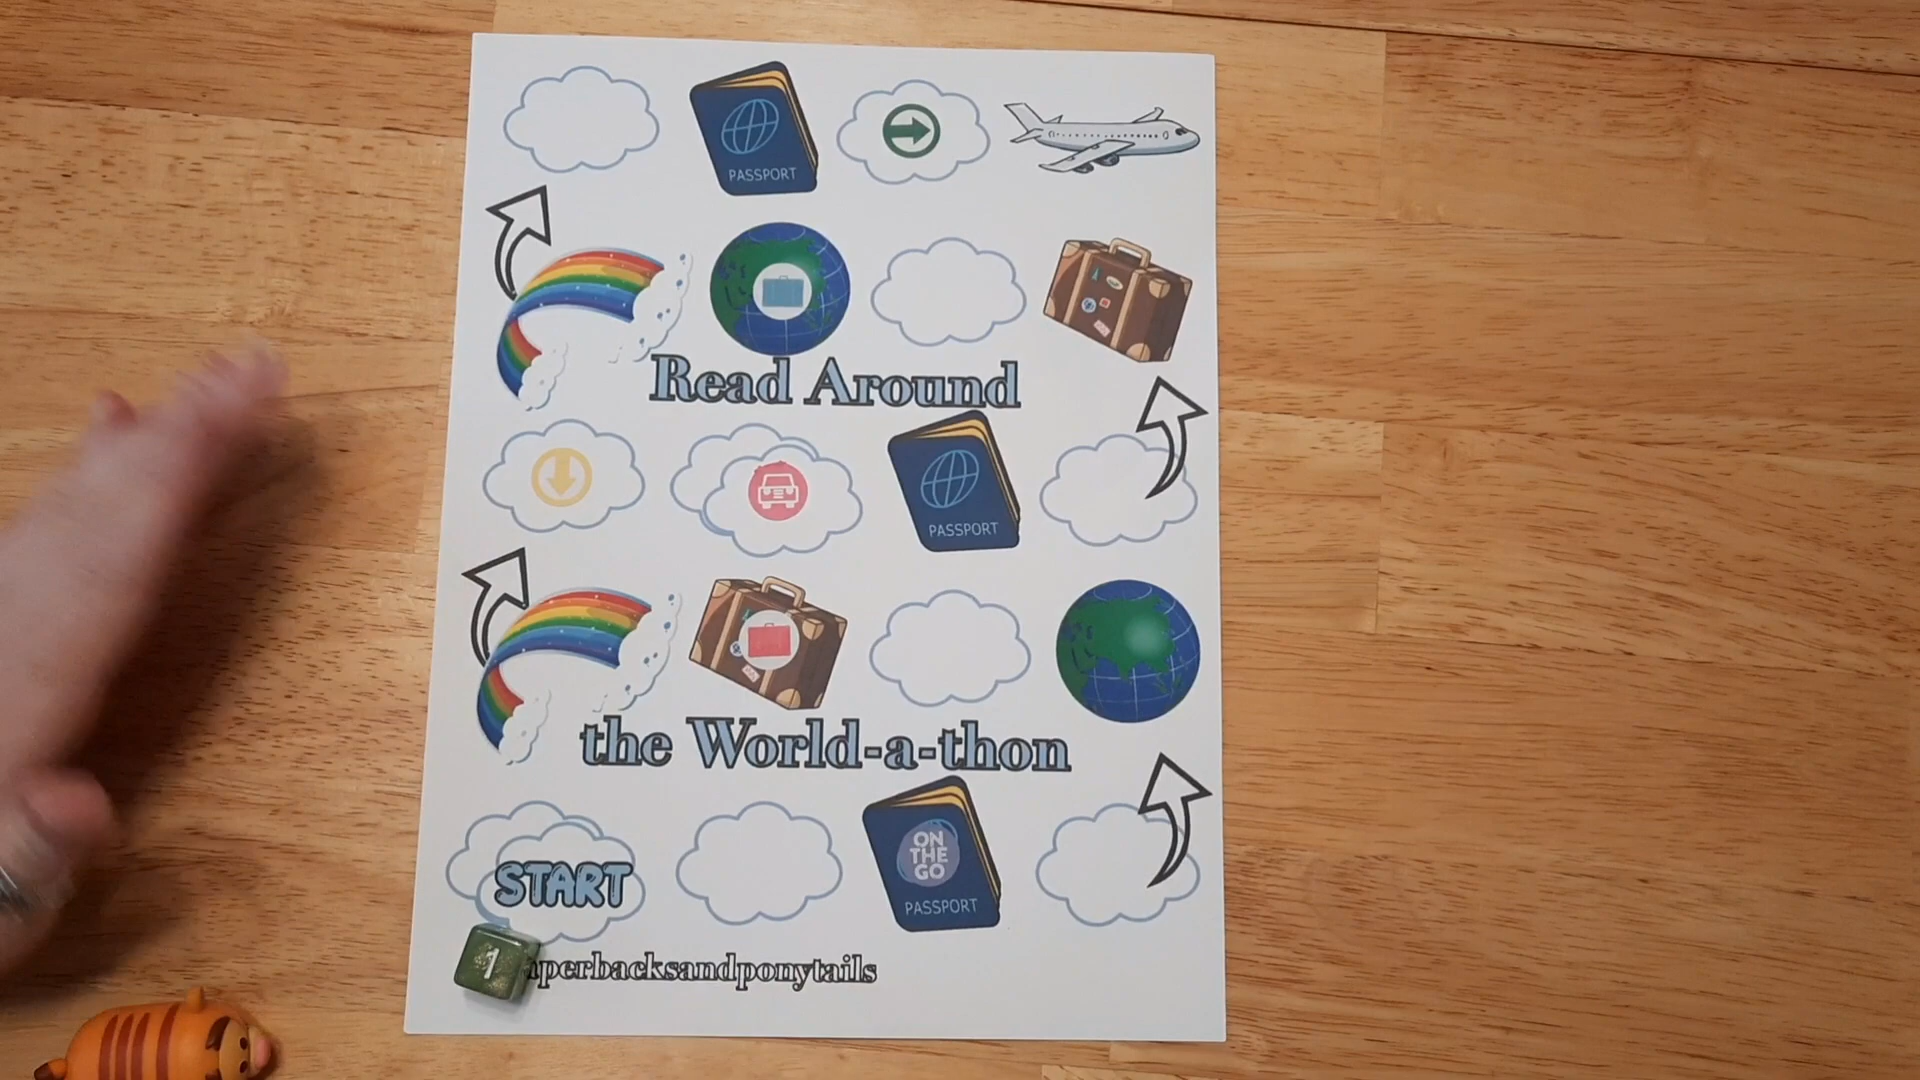 PASSPORT
Read Around
PASSPORT
the World-a-thon
ON
THE
GO
PASSPORT
START
1
perbacksandponytails